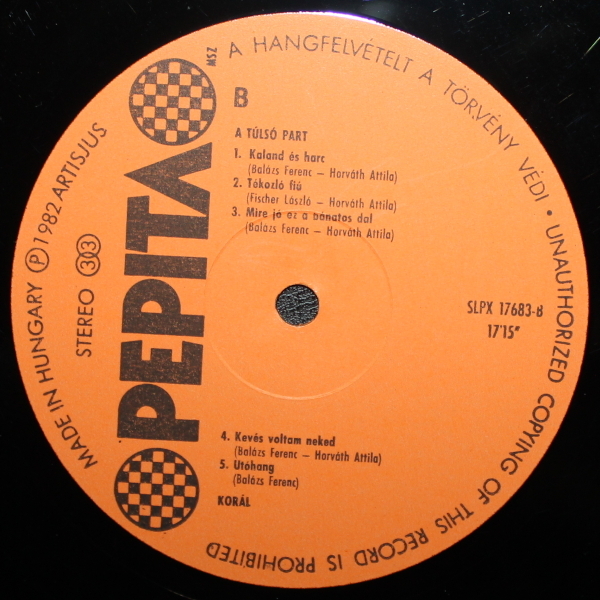 A HANGFELVÉTELT A TÖRVÉNY VÉDI • UNAUTHORIZED COPYING OF THIS RECORD IS PROHIBITED
MADE IN HUNGARY Ⓟ 1982 ARTISJUS
STEREO 33
PEPITA
MSZ
B
A TÚLSÓ PART
1. Kaland és harc
(Balázs Ferenc – Horváth Attila)
2. Tékozló fiú
(Fischer László – Horváth Attila)
3. Mire jó ez a bánatos dal
(Balázs Ferenc – Horváth Attila)
SLPX 17683-B
17'15"
4. Kevés voltam neked
(Balázs Ferenc – Horváth Attila)
5. Utóhang
(Balázs Ferenc)
KORÁL